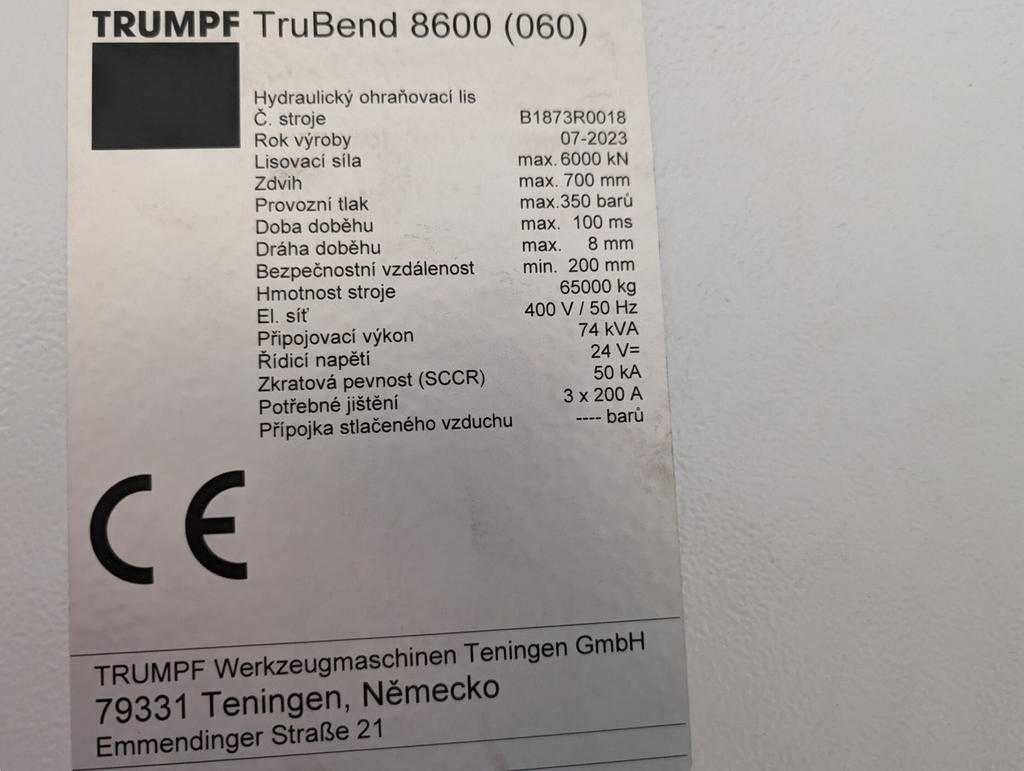 TRUMPF TruBend 8600 (060)
Hydraulický ohraňovací lis
Č. stroje B1873R0018
Rok výroby 07-2023
Lisovací síla max. 6000 kN
Zdvih max. 700 mm
Provozní tlak max.350 barů
Doba doběhu max. 100 ms
Dráha doběhu max. 8 mm
Bezpečnostní vzdálenost min. 200 mm
Hmotnost stroje 65000 kg
El. síť 400 V / 50 Hz
Připojovací výkon 74 kVA
Řídicí napětí 24 V=
Zkratová pevnost (SCCR) 50 kA
Potřebné jištění 3 x 200 A
Přípojka stlačeného vzduchu ---- barů
CE
TRUMPF Werkzeugmaschinen Teningen GmbH
79331 Teningen, Německo
Emmendinger Straße 21